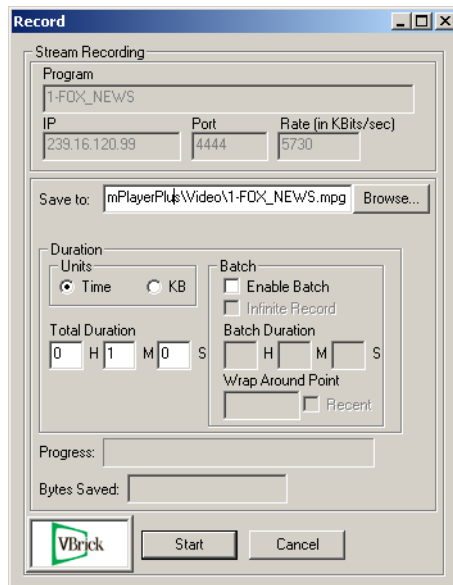 Record
Stream Recording
Program
1-FOX_NEWS
IP Port Rate (in KBits/sec)
239.16.120.99 4444 5730
Save to: mPlayerPlus\Video\1-FOX_NEWS.mpg Browse...
Duration
Units
Time KB
Total Duration
0 H 1 M 0 S
Batch
Enable Batch
Infinite Record
Batch Duration
H M S
Wrap Around Point
Recent
Progress:
Bytes Saved:
VBrick Start Cancel